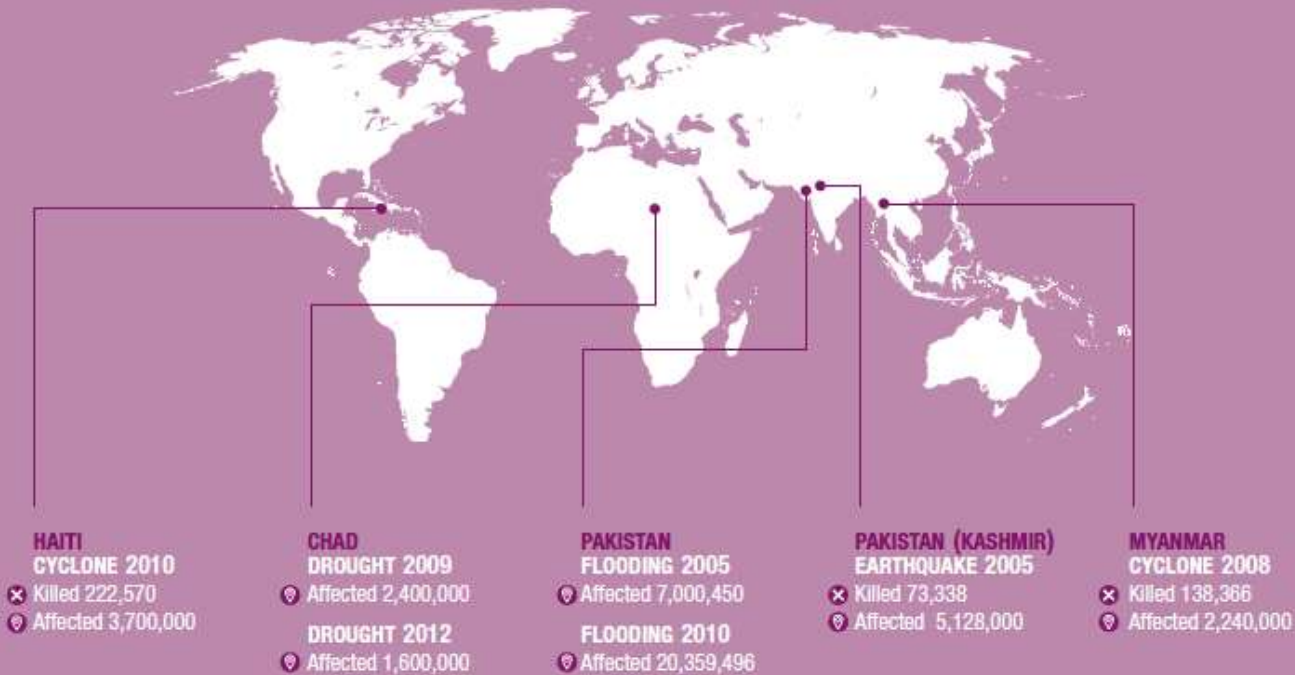 HAITI
CYCLONE 2010
Killed 222,570
Affected 3,700,000
CHAD
DROUGHT 2009
Affected 2,400,000
DROUGHT 2012
Affected 1,600,000
PAKISTAN
FLOODING 2005
Affected 7,000,450
FLOODING 2010
Affected 20,359,496
PAKISTAN (KASHMIR)
EARTHQUAKE 2005
Killed 73,338
Affected 5,128,000
MYANMAR
CYCLONE 2008
Killed 138,366
Affected 2,240,000